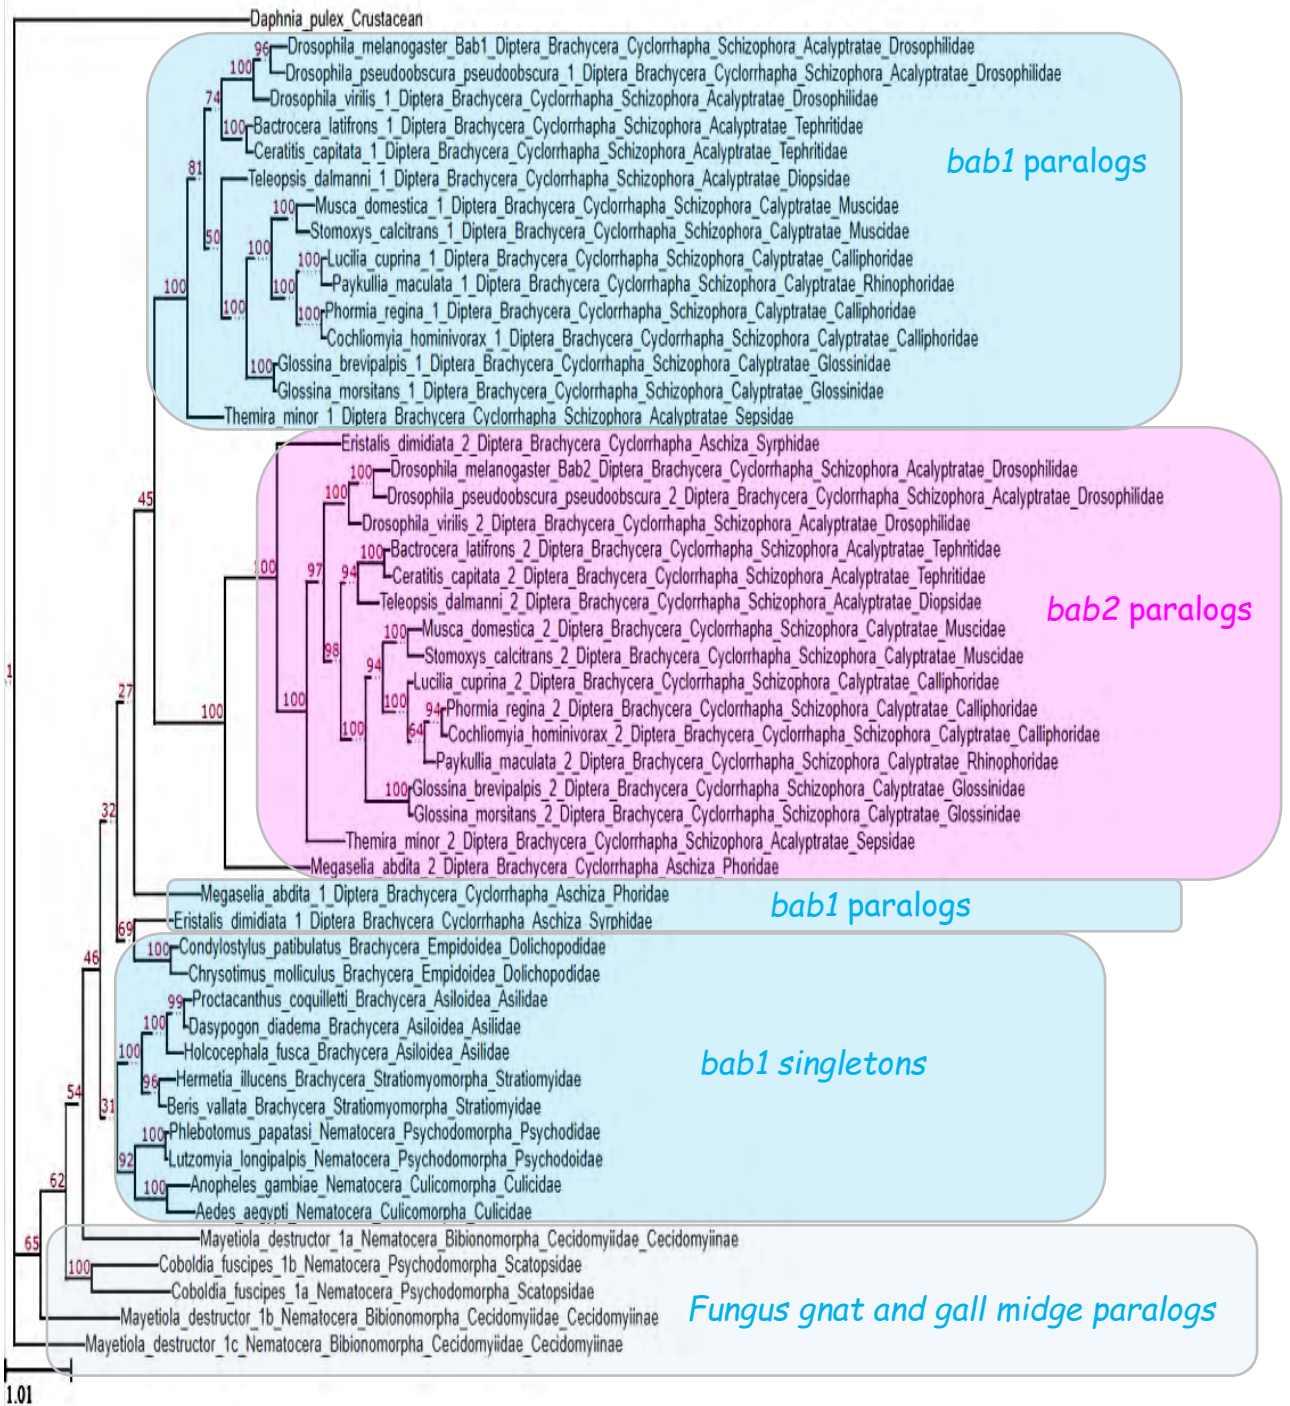 Daphnia_pulex_Crustacean
96
Drosophila_melanogaster_Bab1_Diptera_Brachycera_Cyclorrhapha_Schizophora_Acalyptratae_Drosophilidae
100
Drosophila_pseudoobscura_pseudoobscura_1_Diptera_Brachycera_Cyclorrhapha_Schizophora_Acalyptratae_Drosophilidae
74
Drosophila_virilis_1_Diptera_Brachycera_Cyclorrhapha_Schizophora_Acalyptratae_Drosophilidae
100
Bactrocera_latifrons_1_Diptera_Brachycera_Cyclorrhapha_Schizophora_Acalyptratae_Tephritidae
Ceratitis_capitata_1_Diptera_Brachycera_Cyclorrhapha_Schizophora_Acalyptratae_Tephritidae
bab1 paralogs
81
Teleopsis_dalmanni_1_Diptera_Brachycera_Cyclorrhapha_Schizophora_Acalyptratae_Diopsidae
100
Musca_domestica_1_Diptera_Brachycera_Cyclorrhapha_Schizophora_Calyptratae_Muscidae
50
Stomoxys_calcitrans_1_Diptera_Brachycera_Cyclorrhapha_Schizophora_Calyptratae_Muscidae
100
100
Lucilia_cuprina_1_Diptera_Brachycera_Cyclorrhapha_Schizophora_Calyptratae_Calliphoridae
100
100
Paykullia_maculata_1_Diptera_Brachycera_Cyclorrhapha_Schizophora_Calyptratae_Rhinophoridae
100
100
Phormia_regina_1_Diptera_Brachycera_Cyclorrhapha_Schizophora_Calyptratae_Calliphoridae
Cochliomyia_hominivorax_1_Diptera_Brachycera_Cyclorrhapha_Schizophora_Calyptratae_Calliphoridae
100
Glossina_brevipalpis_1_Diptera_Brachycera_Cyclorrhapha_Schizophora_Calyptratae_Glossinidae
Glossina_morsitans_1_Diptera_Brachycera_Cyclorrhapha_Schizophora_Calyptratae_Glossinidae
Themira_minor_1_Diptera_Brachycera_Cyclorrhapha_Schizophora_Acalyptratae_Sepsidae
Eristalis_dimidiata_2_Diptera_Brachycera_Cyclorrhapha_Aschiza_Syrphidae
100
Drosophila_melanogaster_Bab2_Diptera_Brachycera_Cyclorrhapha_Schizophora_Acalyptratae_Drosophilidae
45
100
Drosophila_pseudoobscura_pseudoobscura_2_Diptera_Brachycera_Cyclorrhapha_Schizophora_Acalyptratae_Drosophilidae
Drosophila_virilis_2_Diptera_Brachycera_Cyclorrhapha_Schizophora_Acalyptratae_Drosophilidae
100
Bactrocera_latifrons_2_Diptera_Brachycera_Cyclorrhapha_Schizophora_Acalyptratae_Tephritidae
100
97
94
Ceratitis_capitata_2_Diptera_Brachycera_Cyclorrhapha_Schizophora_Acalyptratae_Tephritidae
Teleopsis_dalmanni_2_Diptera_Brachycera_Cyclorrhapha_Schizophora_Acalyptratae_Diopsidae
bab2 paralogs
100
Musca_domestica_2_Diptera_Brachycera_Cyclorrhapha_Schizophora_Calyptratae_Muscidae
98
Stomoxys_calcitrans_2_Diptera_Brachycera_Cyclorrhapha_Schizophora_Calyptratae_Muscidae
1
94
Lucilia_cuprina_2_Diptera_Brachycera_Cyclorrhapha_Schizophora_Calyptratae_Calliphoridae
27
100
100
100
94
Phormia_regina_2_Diptera_Brachycera_Cyclorrhapha_Schizophora_Calyptratae_Calliphoridae
100
64
Cochliomyia_hominivorax_2_Diptera_Brachycera_Cyclorrhapha_Schizophora_Calyptratae_Calliphoridae
Paykullia_maculata_2_Diptera_Brachycera_Cyclorrhapha_Schizophora_Calyptratae_Rhinophoridae
100
Glossina_brevipalpis_2_Diptera_Brachycera_Cyclorrhapha_Schizophora_Calyptratae_Glossinidae
32
Glossina_morsitans_2_Diptera_Brachycera_Cyclorrhapha_Schizophora_Calyptratae_Glossinidae
Themira_minor_2_Diptera_Brachycera_Cyclorrhapha_Schizophora_Acalyptratae_Sepsidae
Megaselia_abdita_2_Diptera_Brachycera_Cyclorrhapha_Aschiza_Phoridae
Megaselia_abdita_1_Diptera_Brachycera_Cyclorrhapha_Aschiza_Phoridae
bab1 paralogs
69
Eristalis_dimidiata_1_Diptera_Brachycera_Cyclorrhapha_Aschiza_Syrphidae
46
100
Condylostylus_patibulatus_Brachycera_Empidoidea_Dolichopodidae
Chrysotimus_molliculus_Brachycera_Empidoidea_Dolichopodidae
99
Proctacanthus_coquilletti_Brachycera_Asiloidea_Asilidae
100
Dasypogon_diadema_Brachycera_Asiloidea_Asilidae
100
Holcocephala_fusca_Brachycera_Asiloidea_Asilidae
bab1 singletons
54
96
Hermetia_illucens_Brachycera_Stratiomyomorpha_Stratiomyidae
31
Beris_vallata_Brachycera_Stratiomyomorpha_Stratiomyidae
100
Phlebotomus_papatasi_Nematocera_Psychodomorpha_Psychodidae
92
Lutzomyia_longipalpis_Nematocera_Psychodomorpha_Psychodoidae
62
100
Anopheles_gambiae_Nematocera_Culicomorpha_Culicidae
Aedes_aegypti_Nematocera_Culicomorpha_Culicidae
65
Mayetiola_destructor_1a_Nematocera_Bibionomorpha_Cecidomyiidae_Cecidomyiinae
100
Coboldia_fuscipes_1b_Nematocera_Psychodomorpha_Scatopsidae
Coboldia_fuscipes_1a_Nematocera_Psychodomorpha_Scatopsidae
Mayetiola_destructor_1b_Nematocera_Bibionomorpha_Cecidomyiidae_Cecidomyiinae
Fungus gnat and gall midge paralogs
Mayetiola_destructor_1c_Nematocera_Bibionomorpha_Cecidomyiidae_Cecidomyiinae
1.01